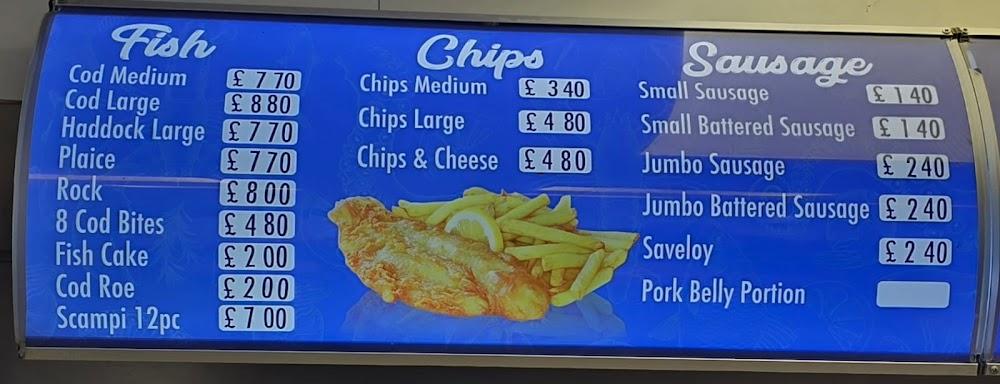 Fish
Cod Medium £ 7 70
Cod Large £ 8 80
Haddock Large £ 7 70
Plaice £ 7 70
Rock £ 8 00
8 Cod Bites £ 4 80
Fish Cake £ 2 00
Cod Roe £ 2 00
Scampi 12pc £ 7 00
Chips
Chips Medium £ 3 40
Chips Large £ 4 80
Chips & Cheese £ 4 80
Sausage
Small Sausage £ 1 40
Small Battered Sausage £ 1 40
Jumbo Sausage £ 2 40
Jumbo Battered Sausage £ 2 40
Saveloy £ 2 40
Pork Belly Portion